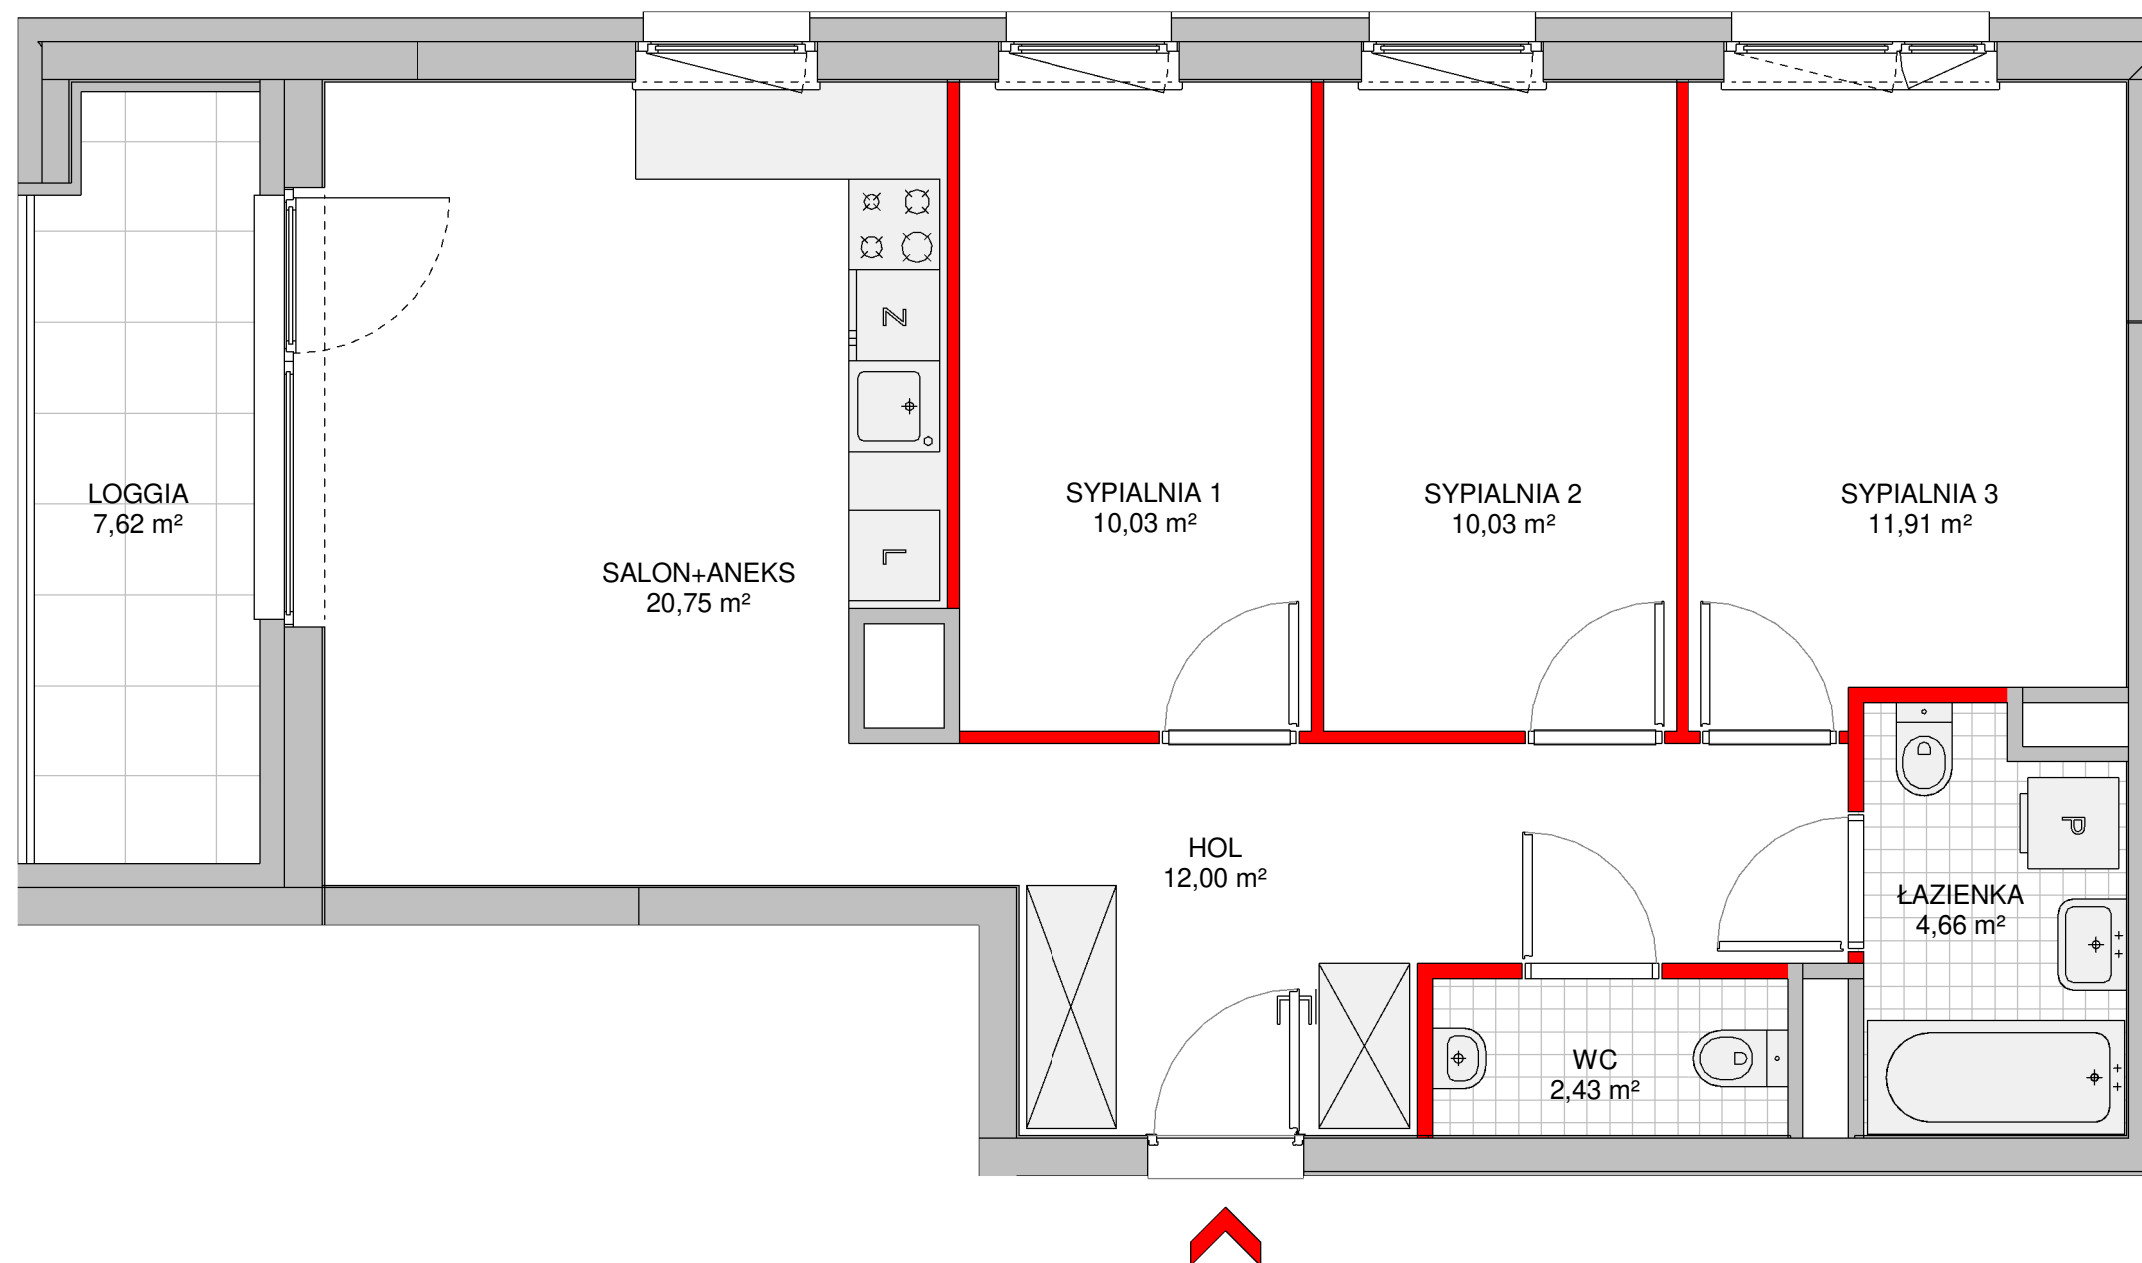 LOGGIA
7,62 m²
SALON+ANEKS
20,75 m²
Z
L
SYPIALNIA 1
10,03 m²
SYPIALNIA 2
10,03 m²
SYPIALNIA 3
11,91 m²
HOL
12,00 m²
P
ŁAZIENKA
4,66 m²
WC
2,43 m²